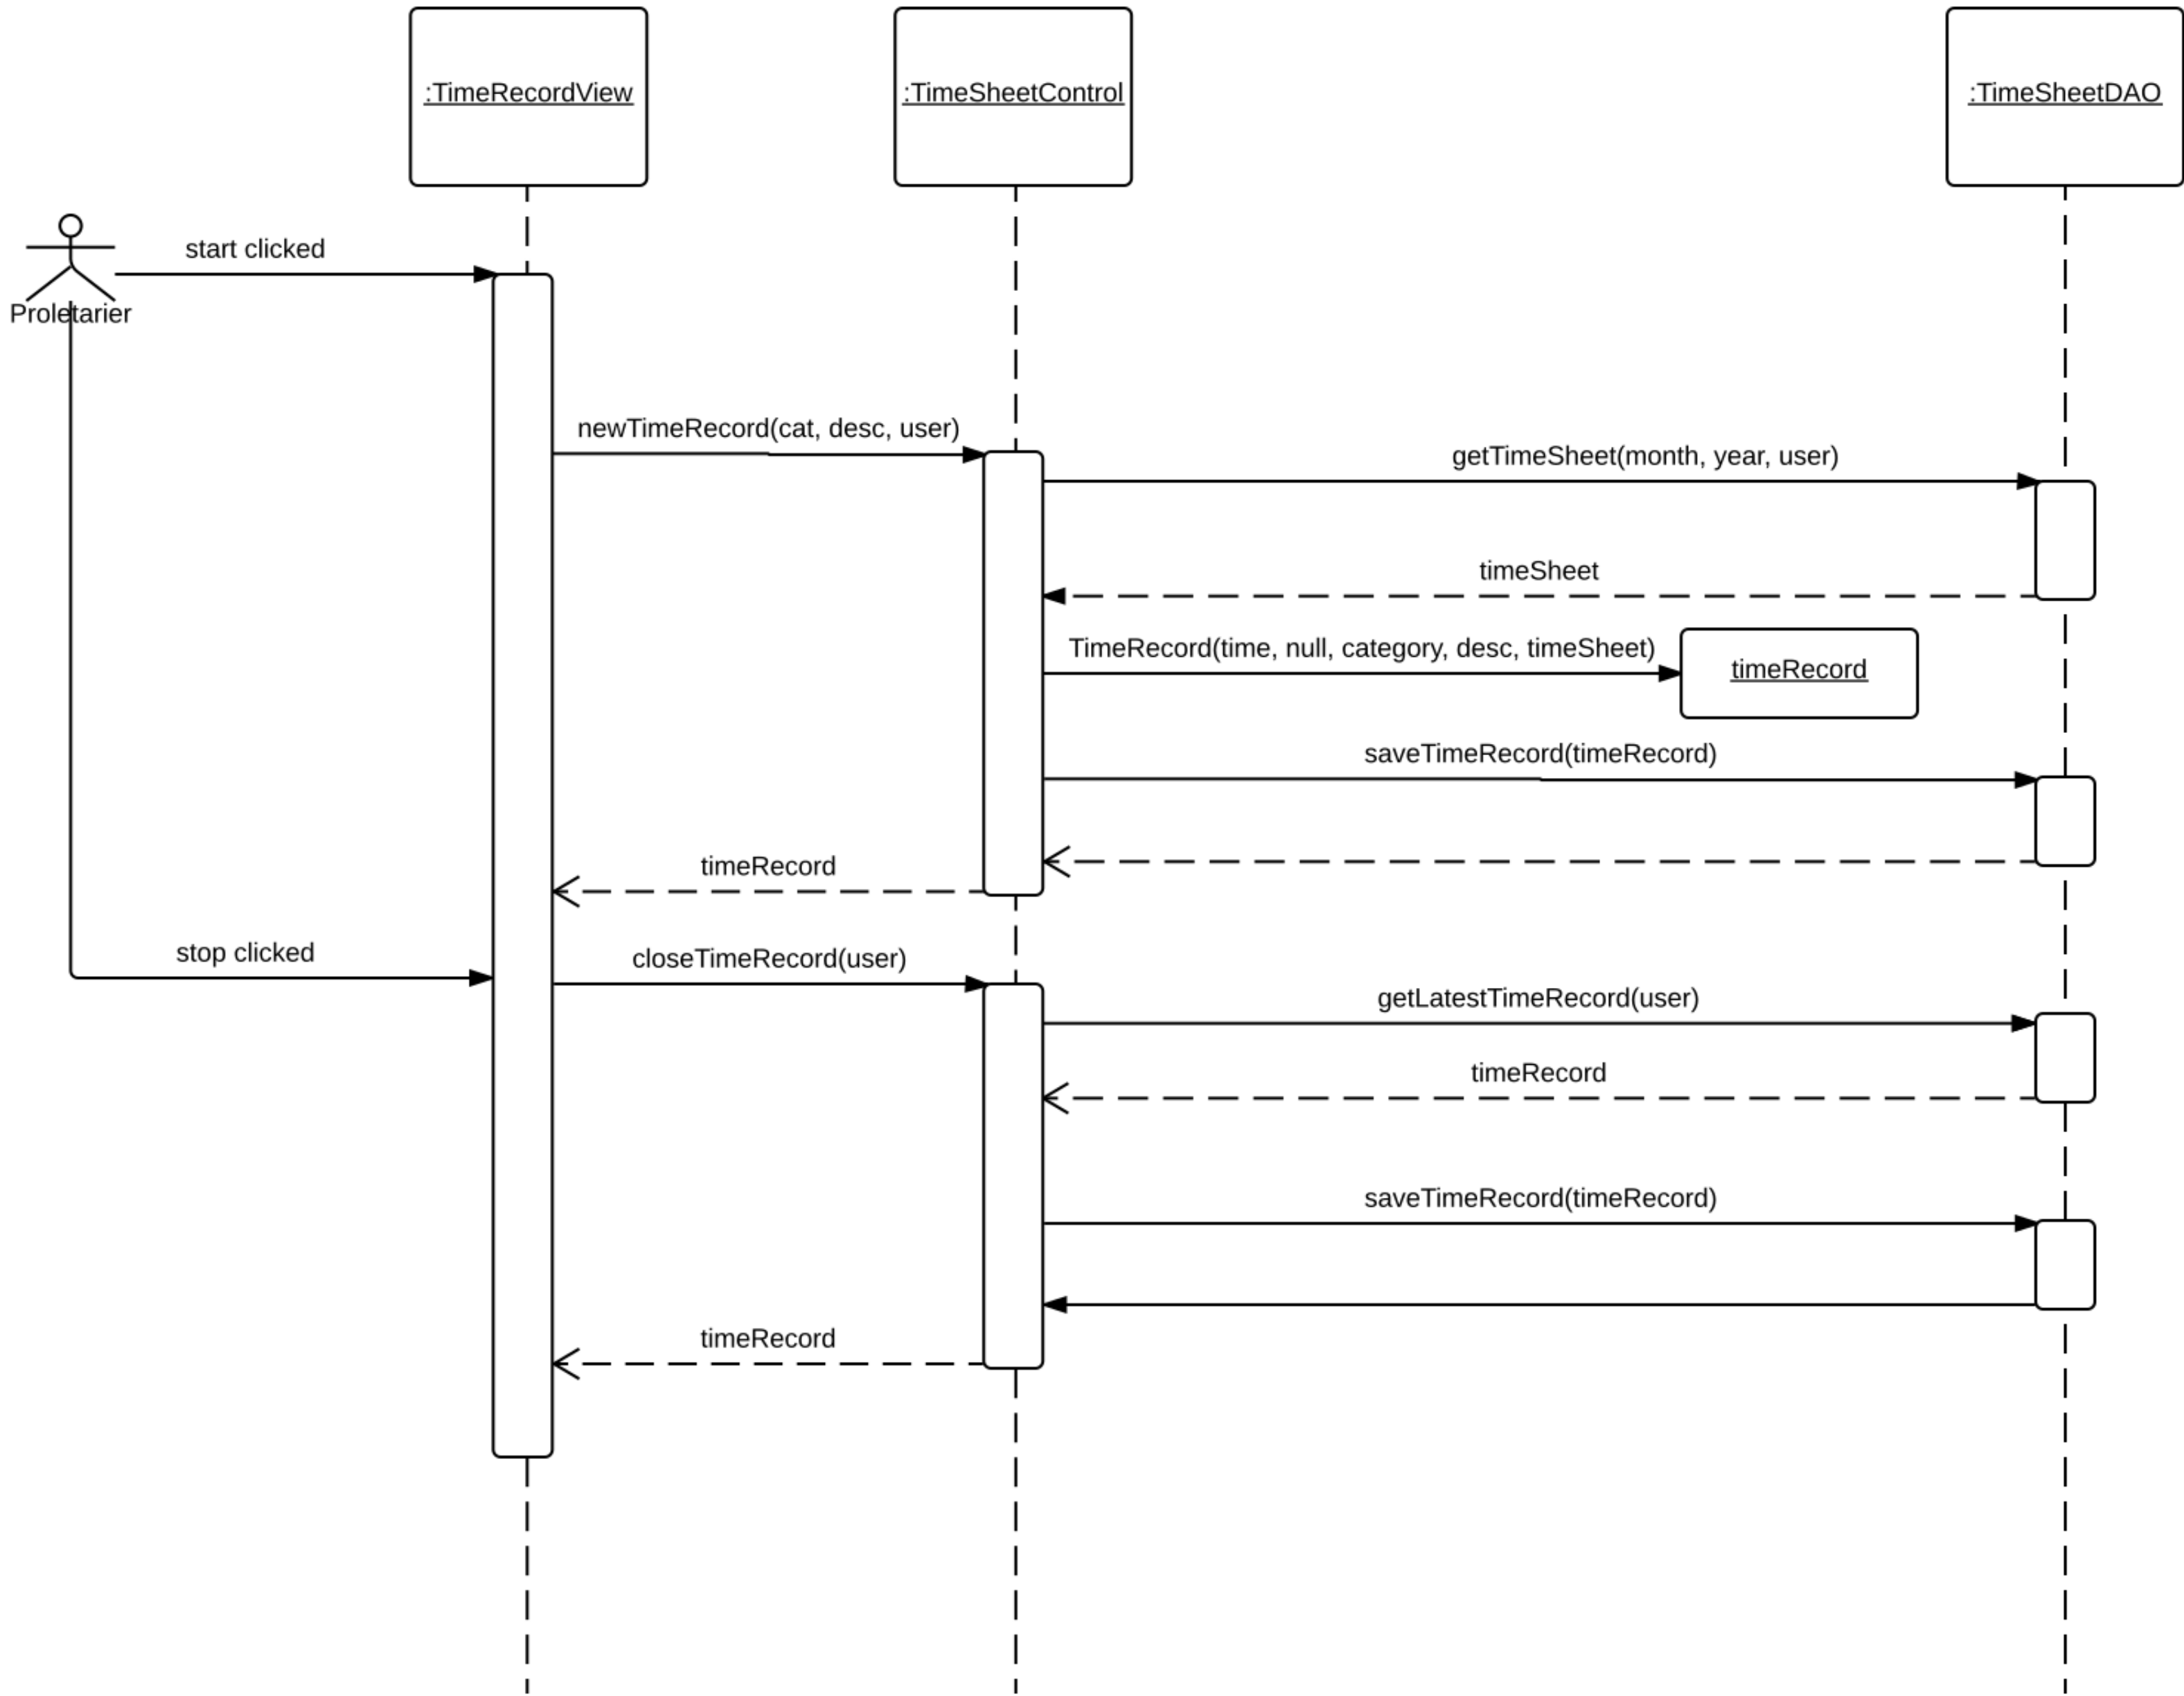 :TimeRecordView
:TimeSheetControl
:TimeSheetDAO
start clicked
Proletarier
newTimeRecord(cat, desc, user)
getTimeSheet(month, year, user)
timeSheet
TimeRecord(time, null, category, desc, timeSheet)
timeRecord
saveTimeRecord(timeRecord)
timeRecord
stop clicked
closeTimeRecord(user)
getLatestTimeRecord(user)
timeRecord
saveTimeRecord(timeRecord)
timeRecord